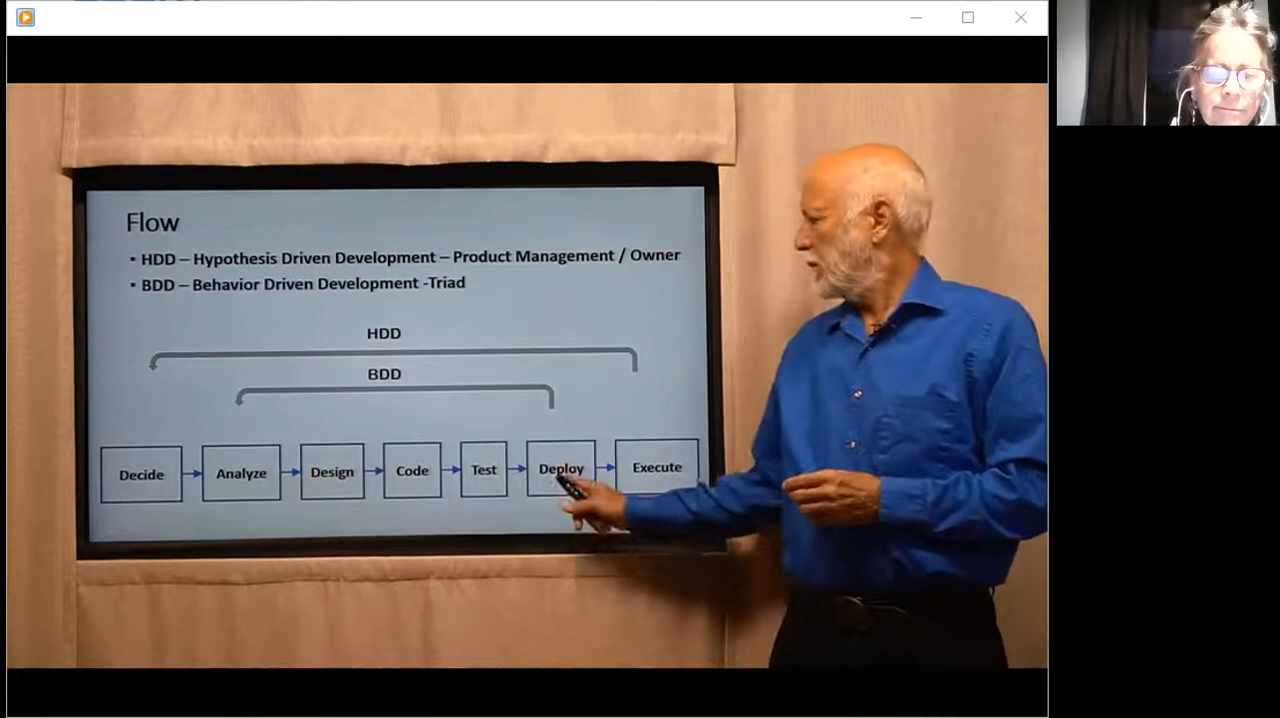 Flow
• HDD – Hypothesis Driven Development – Product Management / Owner
• BDD – Behavior Driven Development -Triad
HDD
BDD
Decide
Analyze
Design
Code
Test
Deploy
Execute